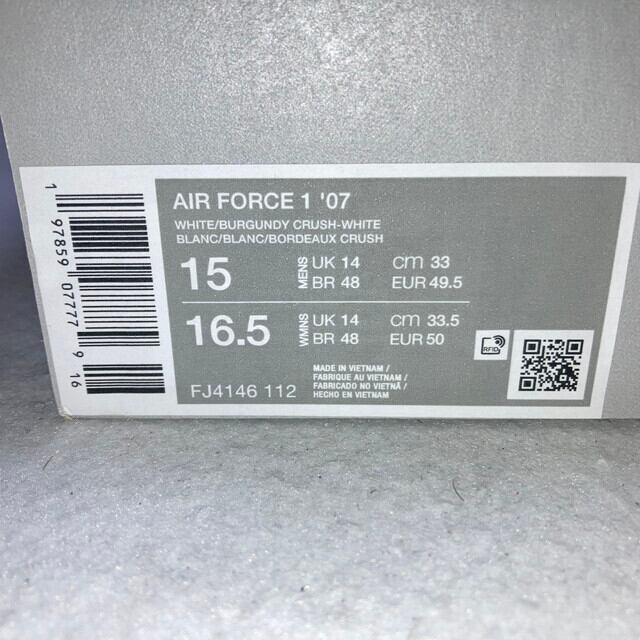 AIR FORCE 1 '07
WHITE/BURGUNDY CRUSH-WHITE
BLANC/BLANC/BORDEAUX CRUSH
15 MENS UK 14 cm 33
BR 48 EUR 49.5
16.5 WMNS UK 14 cm 33.5
BR 48 EUR 50
RFID
MADE IN VIETNAM /
FABRIQUE AU VIETNAM /
FABRICADO NO VIETNÃ /
HECHO EN VIETNAM
FJ4146 112
1 97859 07777 9 16